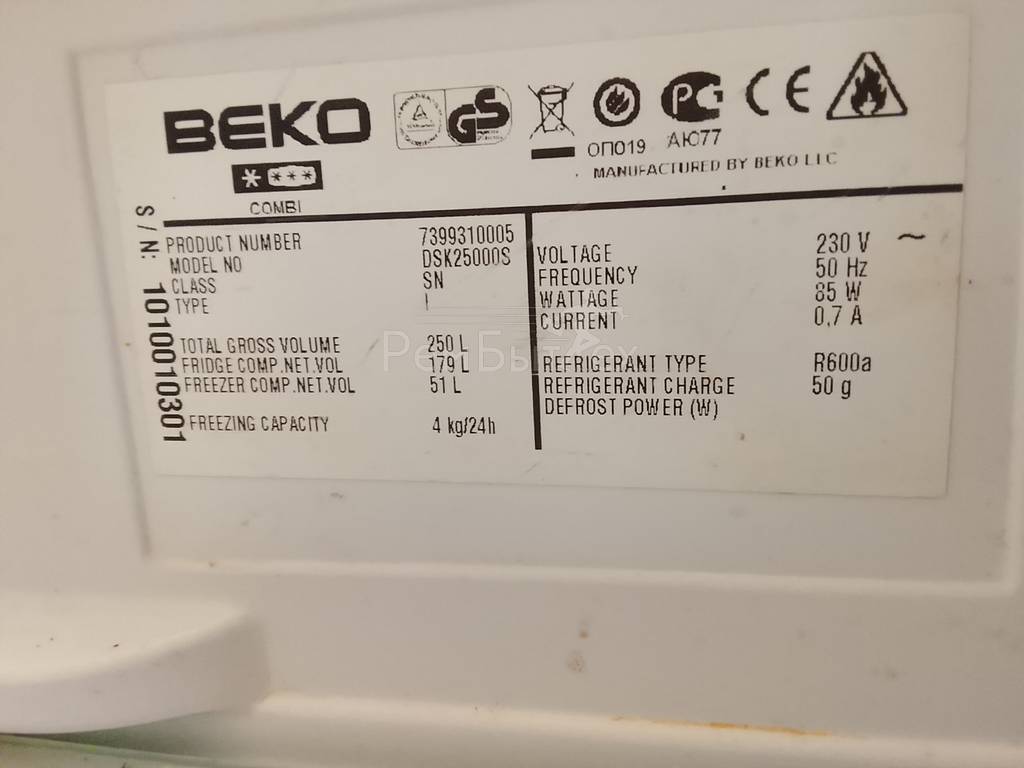 BEKO
COMBI
ОП019 АЮ77
MANUFACTURED BY BEKO LLC
S / N: 1010010301
PRODUCT NUMBER 7399310005
MODEL NO DSK25000S
CLASS SN
TYPE I
TOTAL GROSS VOLUME 250 L
FRIDGE COMP.NET.VOL 179 L
FREEZER COMP.NET.VOL 51 L
FREEZING CAPACITY 4 kg/24h
VOLTAGE 230 V ~
FREQUENCY 50 Hz
WATTAGE 85 W
CURRENT 0,7 A
REFRIGERANT TYPE R600a
REFRIGERANT CHARGE 50 g
DEFROST POWER (W)